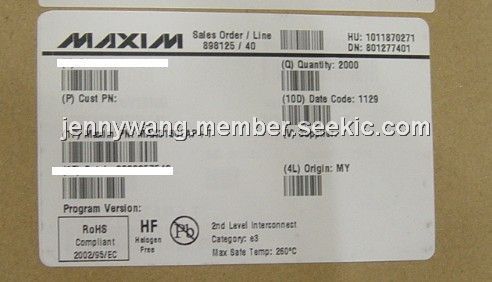 MAXIM
Sales Order / Line
898125 / 40
HU: 1011870271
DN: 801277401
(Q) Quantity: 2000
(P) Cust PN:
(10D) Date Code: 1129
jennywang.member.seekic.com
(4L) Origin: MY
Program Version:
RoHS
Compliant
2002/95/EC
HF
Halogen
Free
Pb
2nd Level Interconnect
Category: e3
Max Safe Temp: 260°C